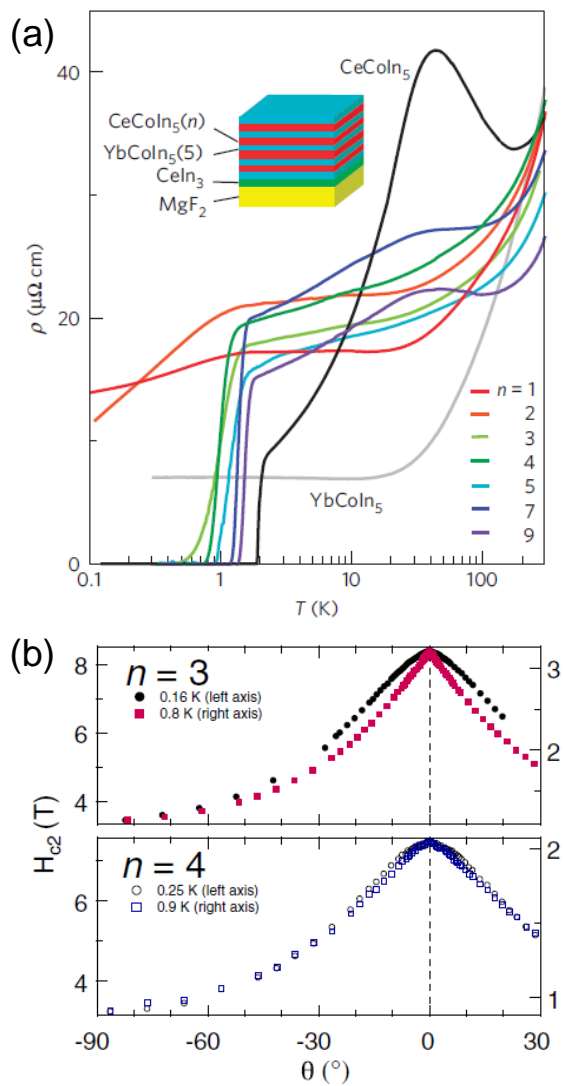 (a)
40
20
0
ρ (μΩ cm)
CeCoIn5
CeCoIn5(n)
YbCoIn5(5)
CeIn3
MgF2
n = 1
2
3
4
5
7
9
YbCoIn5
0.1
1
10
100
T (K)
(b)
n = 3
0.16 K (left axis)
0.8 K (right axis)
8
6
4
3
2
Hc2 (T)
n = 4
0.25 K (left axis)
0.9 K (right axis)
6
4
2
1
-90
-60
-30
0
30
θ (°)